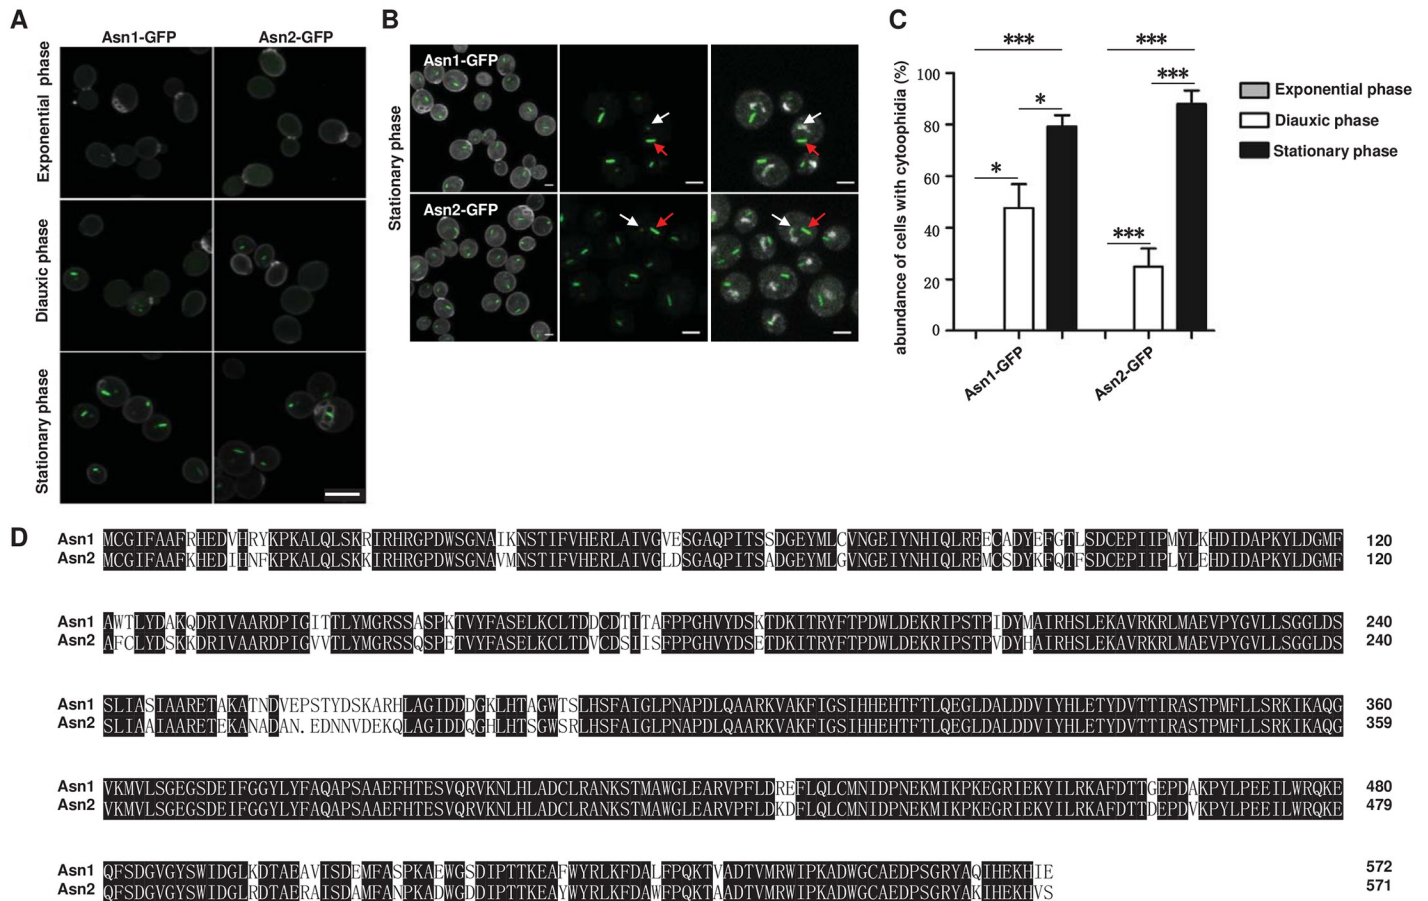 A
Asn1-GFP
Asn2-GFP
Exponential phase
Diauxic phase
Stationary phase
B
Asn1-GFP
Asn2-GFP
Stationary phase
C
abundance of cells with cytoophidia (%)
100
80
60
40
20
0
***
***
*
***
*
***
Asn1-GFP
Asn2-GFP
Exponential phase
Diauxic phase
Stationary phase
D
Asn1 MCGIFAAFRHEDVHRYKPKALQLSKRIRHRGPDWSGNAIKNSTIFVHERLAIVGVESGAQPITSSDGEYMLCVNGEIYNHIQLREECADYEFGTLSDCEPIIPMYLKHDIDAPKYLDGMF 120
Asn2 MCGIFAAFKHEDIHNFKPKALQLSKRIRHRGPDWSGNAVMNSTIFVHERLAIVGLDSGAQPITSADGEYMLGVNGEIYNHIQLREMCSDYKFQTFSDCEPIIPLYLEHDIDAPKYLDGMF 120
Asn1 AWTLYDAKQDRIVAARDPIGITTLYMGRSSASPKTVYFASELKCLTDDCDTITAFPPGHVYDSKTDKITRYFTPDWLDEKRIPSTPIDYMAIRHSLEKAVRKRLMAEVPYGVLLSGGLDS 240
Asn2 AFCLYDSKKDRIVAARDPIGVVTLYMGRSSQSPETVYFASELKCLTDVCDSIISFPPGHVYDSETDKITRYFTPDWLDEKRIPSTPVDYHAIRHSLEKAVRKRLMAEVPYGVLLSGGLDS 240
Asn1 SLIASIAARETAKATNDVEPSTYDSKARHLAGIDDDGKLHTAGWTSLHSFAIGLPNAPDLQAARKVAKFIGSIHHEHTFTLQEGLDALDDVIYHLETYDVTTIRASTPMFLLSRKIKAQG 360
Asn2 SLIAAIAARETEKANADAN.EDNNVDEKQLAGIDDQGHLHTSGWSRLHSFAIGLPNAPDLQAARKVAKFIGSIHHEHTFTLQEGLDALDDVIYHLETYDVTTIRASTPMFLLSRKIKAQG 359
Asn1 VKMVLSGEGSDEIFGGYLYFAQAPSAAEFHTESVQRVKNLHLADCLRANKSTMAWGLEARVPFLDREFLQLCMNIDPNEKMIKPKEGRIEKYILRKAFDTTGEPDAKPYLPEEILWRQKE 480
Asn2 VKMVLSGEGSDEIFGGYLYFAQAPSAAEFHTESVQRVKNLHLADCLRANKSTMAWGLEARVPFLDKDFLQLCMNIDPNEKMIKPKEGRIEKYILRKAFDTTDEPDVKPYLPEEILWRQKE 479
Asn1 QFSDGVGYSWIDGLKDTAEAVISDEMFASPKAEWGSDIPTTKEAFWYRLKFDALFPQKTVADTVMRWIPKADWGCAEDPSGRYAQIHEKHIE 572
Asn2 QFSDGVGYSWIDGLRDTAERAISDAMFANPKADWGDDIPTTKEAYWYRLKFDAWFPQKTAADTVMRWIPKADWGCAEDPSGRYAKIHEKHVS 571